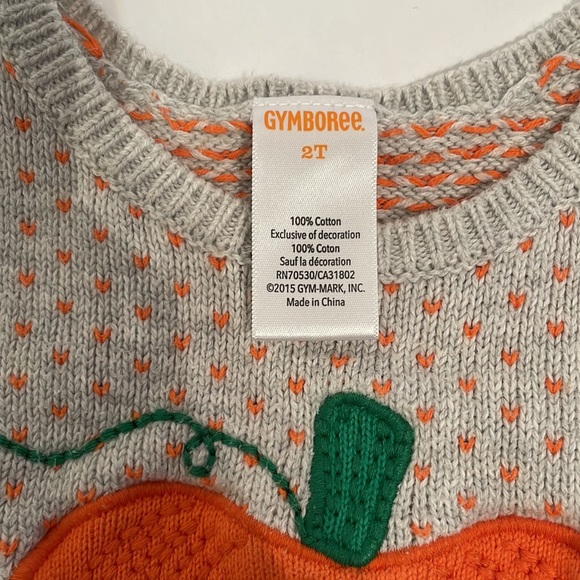 GYMBOREE
2T
100% Cotton
Exclusive of decoration
100% Coton
Sauf la décoration
RN70530/CA31802
©2015 GYM-MARK, INC.
Made in China